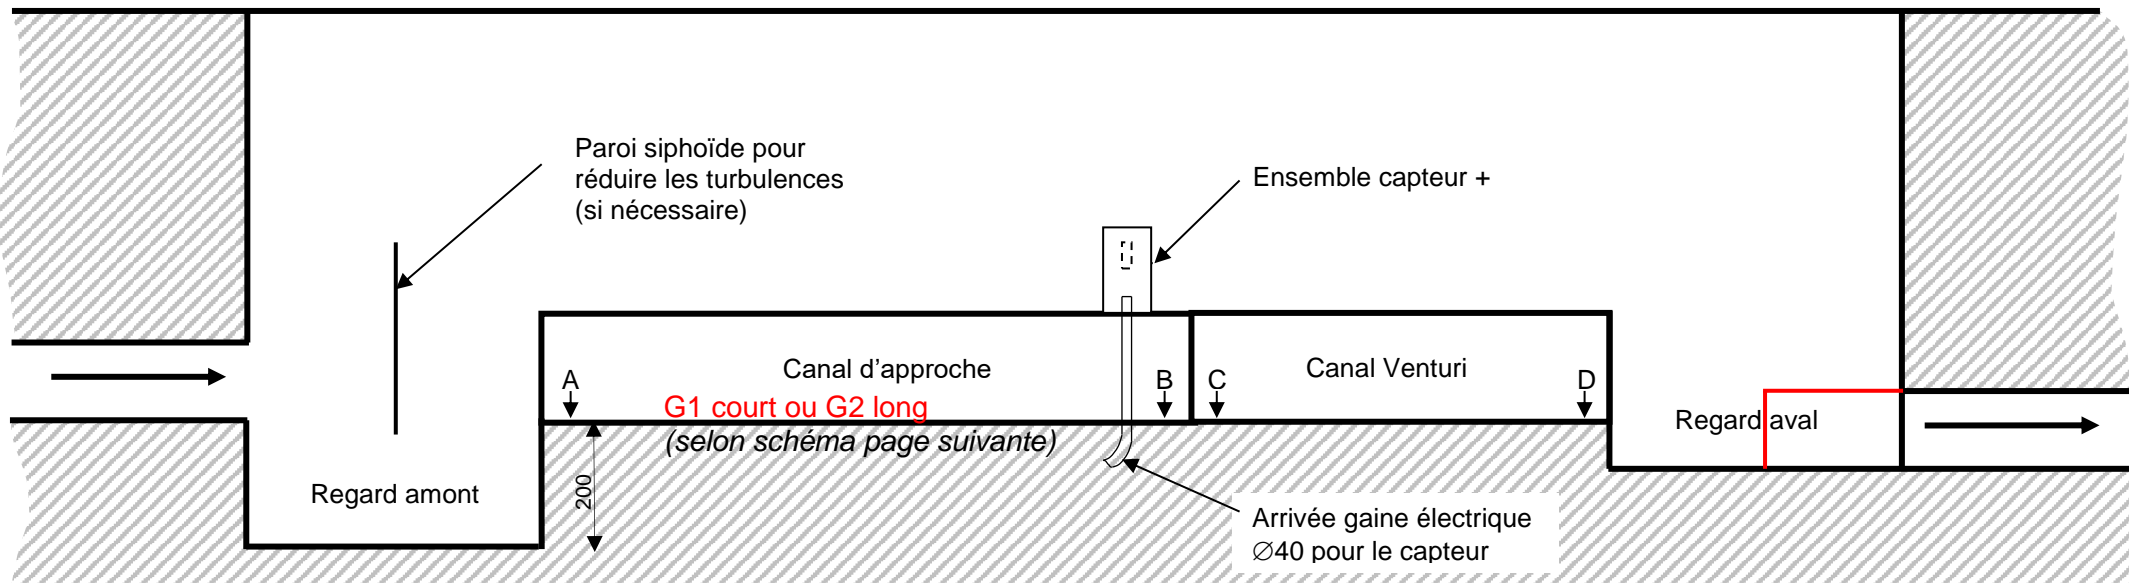 Paroi siphoïde pour
réduire les turbulences
(si nécessaire)
Ensemble capteur +
Canal d'approche
Canal Venturi
A
B
C
D
G1 court ou G2 long
(selon schéma page suivante)
Regard aval
200
Regard amont
Arrivée gaine électrique
∅40 pour le capteur